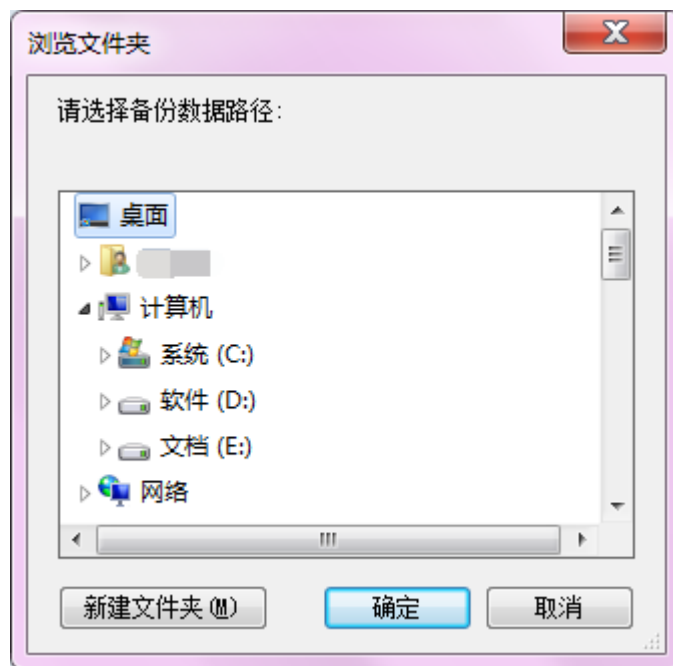 浏览文件夹
请选择备份数据路径:
桌面
计算机
系统 (C:)
软件 (D:)
文档 (E:)
网络
新建文件夹(M) 确定 取消